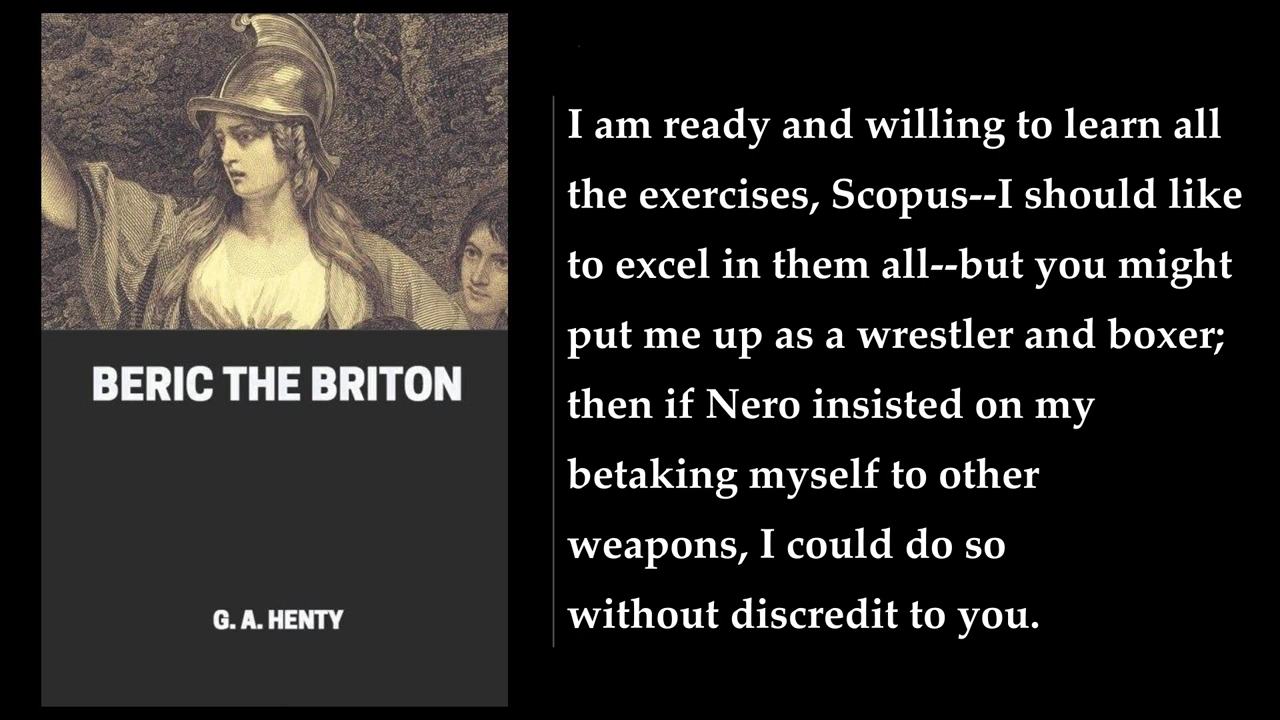 BERIC THE BRITON
G. A. HENTY
I am ready and willing to learn all
the exercises, Scopus--I should like
to excel in them all--but you might
put me up as a wrestler and boxer;
then if Nero insisted on my
betaking myself to other
weapons, I could do so
without discredit to you.